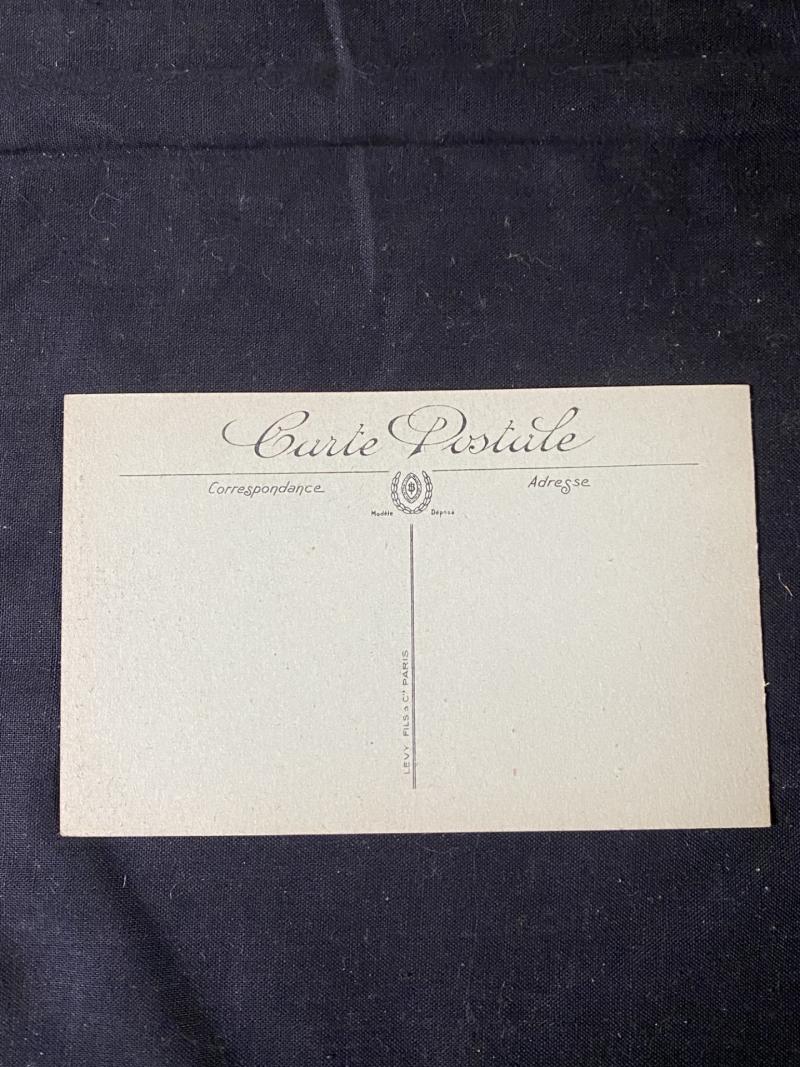 Carte Postale
Correspondance
Adresse
Modèle Déposé
LEVY FILS & Cie PARIS